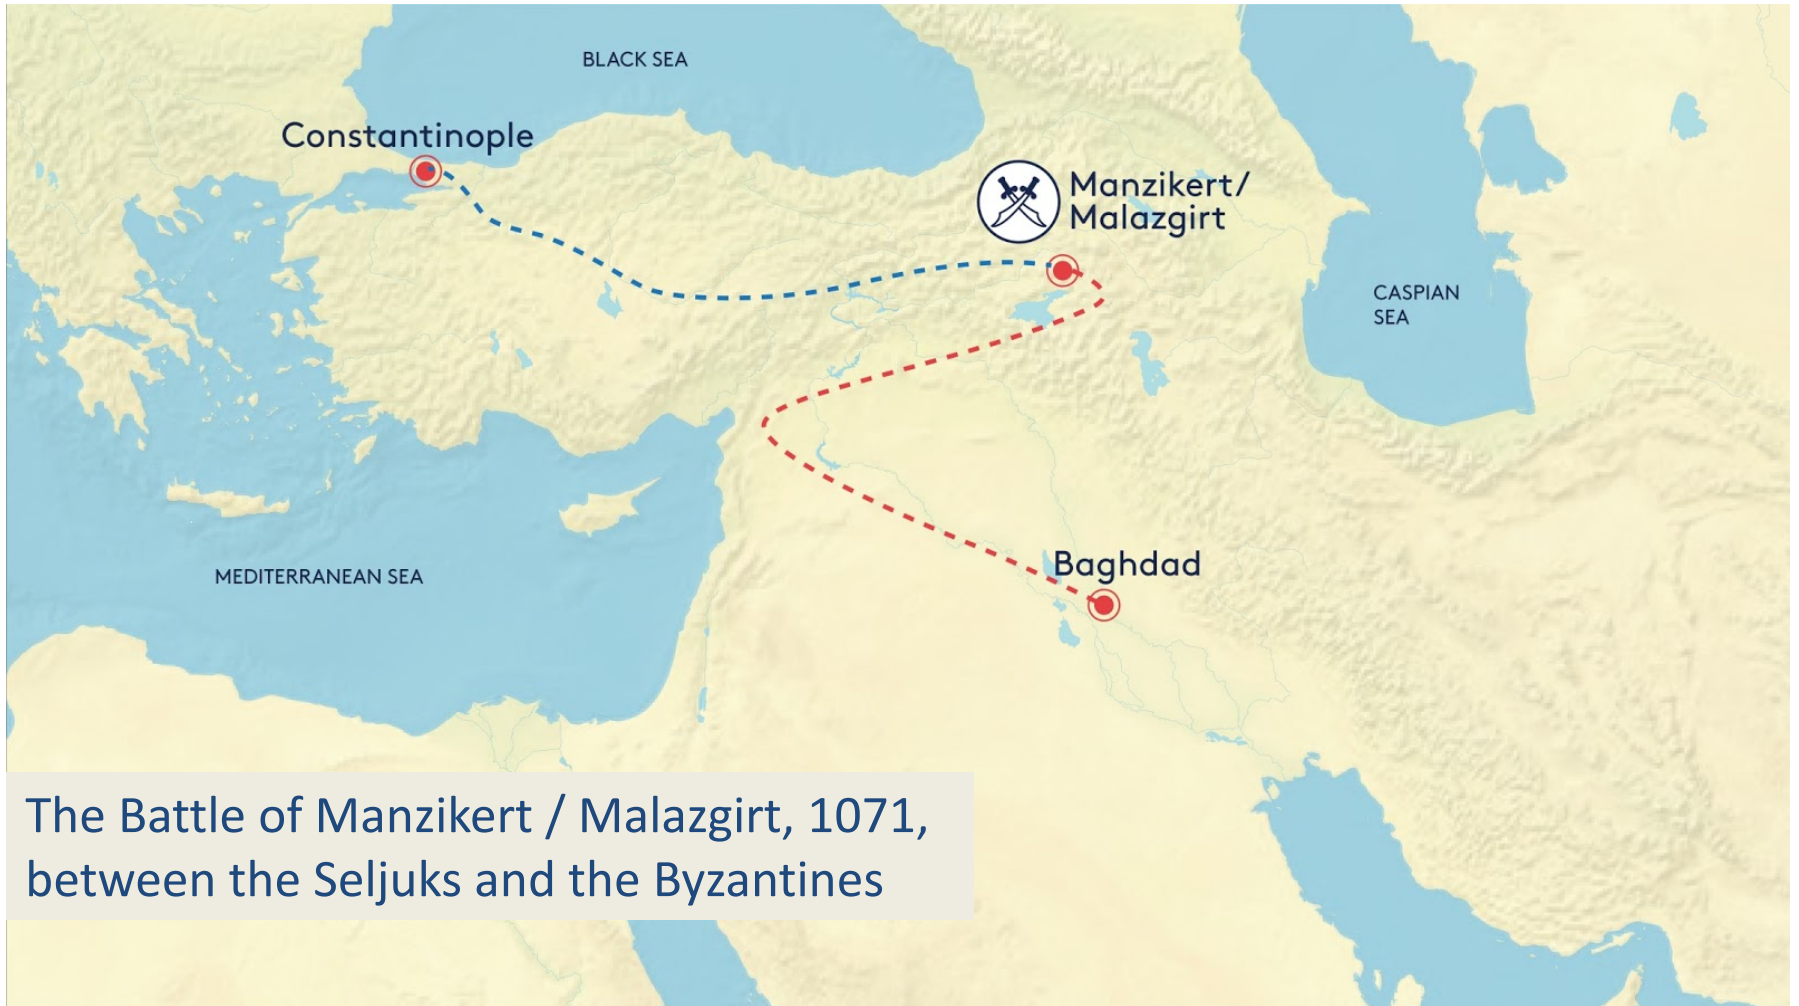 BLACK SEA
Constantinople
Manzikert/
Malazgirt
CASPIAN
SEA
Baghdad
MEDITERRANEAN SEA
The Battle of Manzikert / Malazgirt, 1071,
between the Seljuks and the Byzantines